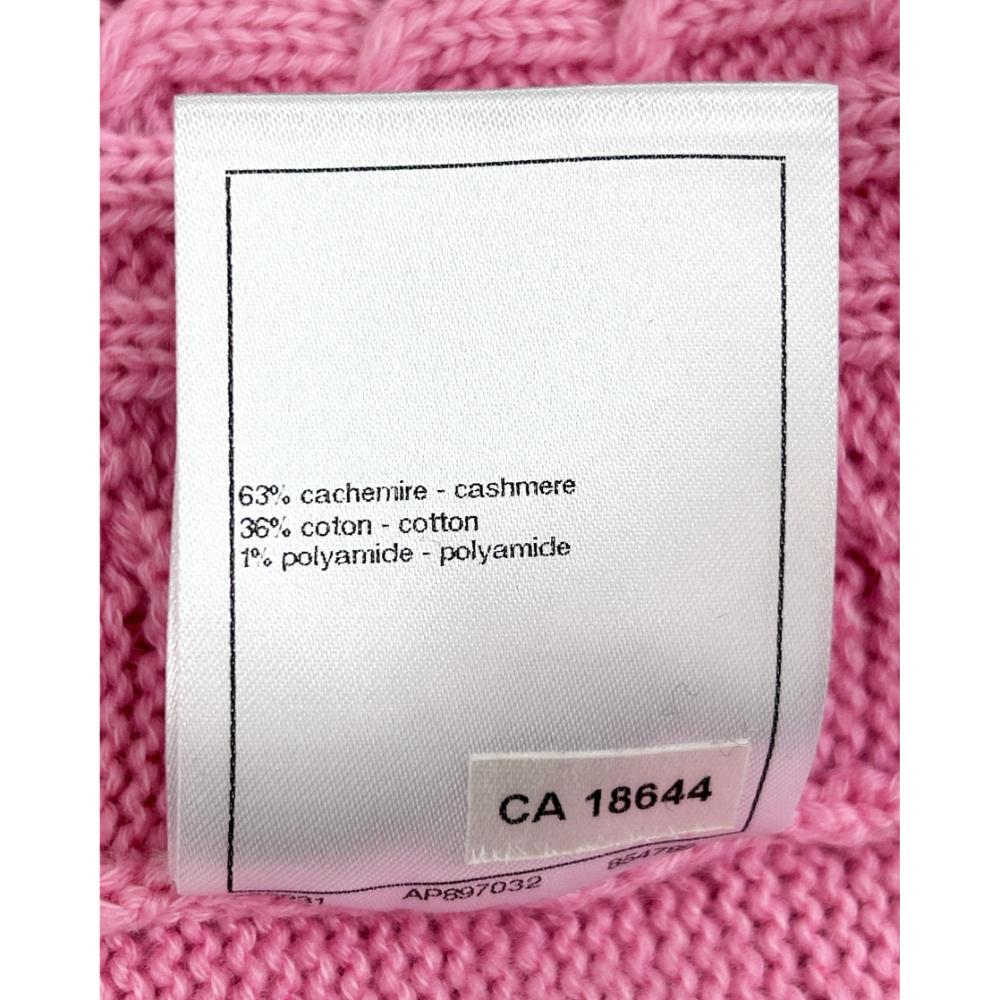 63% cachemire - cashmere
36% coton - cotton
1% polyamide - polyamide
CA 18644
AP897032